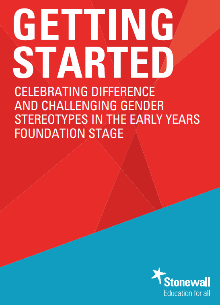 GETTING
STARTED
CELEBRATING DIFFERENCE
AND CHALLENGING GENDER
STEREOTYPES IN THE EARLY YEARS
FOUNDATION STAGE
Stonewall
Education for all